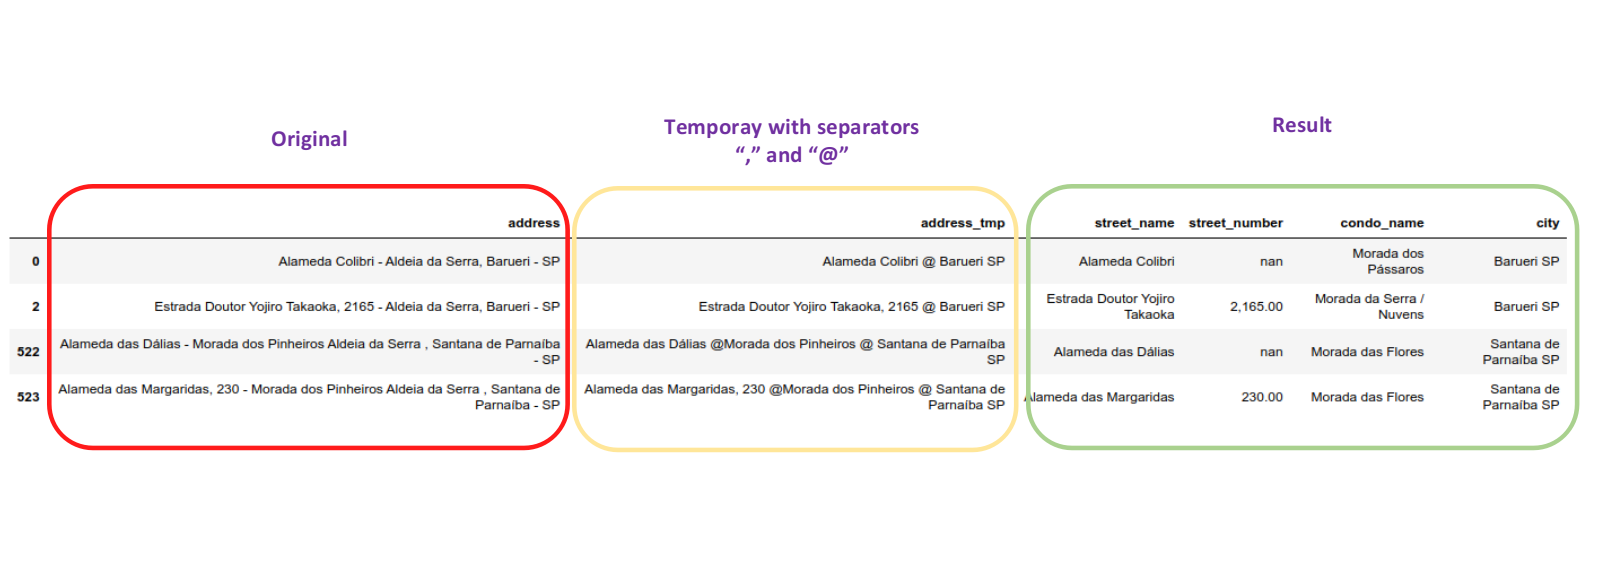 Original
Temporay with separators
“,” and “@”
Result
address address_tmp street_name street_number condo_name city
0 Alameda Colibri - Aldeia da Serra, Barueri - SP Alameda Colibri @ Barueri SP Alameda Colibri nan Morada dos Barueri SP
Pássaros
2 Estrada Doutor Yojiro Takaoka, 2165 - Aldeia da Serra, Barueri - SP Estrada Doutor Yojiro Takaoka, 2165 @ Barueri SP Estrada Doutor Yojiro 2,165.00 Morada da Serra / Barueri SP
Takaoka Nuvens
522 Alameda das Dálias - Morada dos Pinheiros Aldeia da Serra , Santana de Parnaíba Alameda das Dálias @Morada dos Pinheiros @ Santana de Parnaíba Alameda das Dálias nan Morada das Flores Santana de
- SP SP Parnaíba SP
523 Alameda das Margaridas, 230 - Morada dos Pinheiros Aldeia da Serra , Santana de Alameda das Margaridas, 230 @Morada dos Pinheiros @ Santana de Alameda das Margaridas 230.00 Morada das Flores Santana de
Parnaíba - SP Parnaíba SP Parnaíba SP